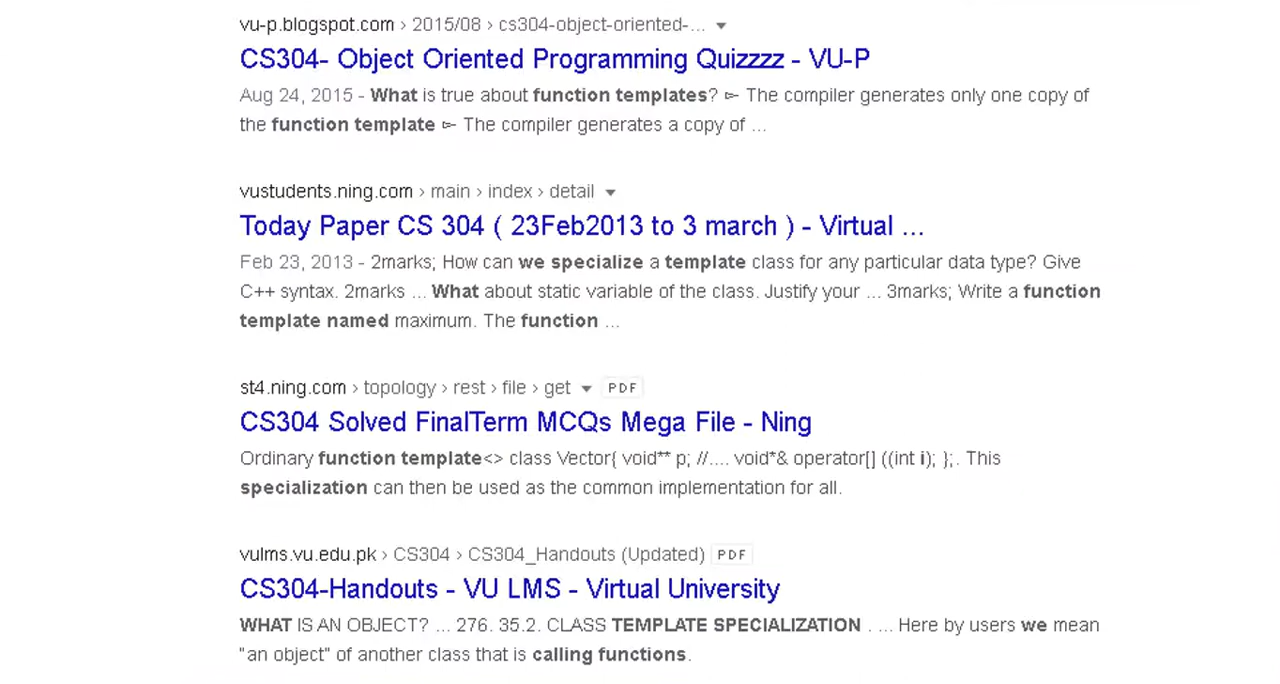 vu-p.blogspot.com › 2015/08 › cs304-object-oriented-... ▼
CS304- Object Oriented Programming Quizzzz - VU-P
Aug 24, 2015 - What is true about function templates? ⌲ The compiler generates only one copy of
the function template ⌲ The compiler generates a copy of ...
vustudents.ning.com › main › index › detail ▼
Today Paper CS 304 ( 23Feb2013 to 3 march ) - Virtual ...
Feb 23, 2013 - 2marks; How can we specialize a template class for any particular data type? Give
C++ syntax. 2marks ... What about static variable of the class. Justify your ... 3marks; Write a function
template named maximum. The function ...
st4.ning.com › topology › rest › file › get ▼ PDF
CS304 Solved FinalTerm MCQs Mega File - Ning
Ordinary function template<> class Vector{ void** p; //.... void*& operator[] ((int i); };. This
specialization can then be used as the common implementation for all.
vulms.vu.edu.pk › CS304 › CS304_Handouts (Updated) PDF
CS304-Handouts - VU LMS - Virtual University
WHAT IS AN OBJECT? ... 276. 35.2. CLASS TEMPLATE SPECIALIZATION . ... Here by users we mean
"an object" of another class that is calling functions.